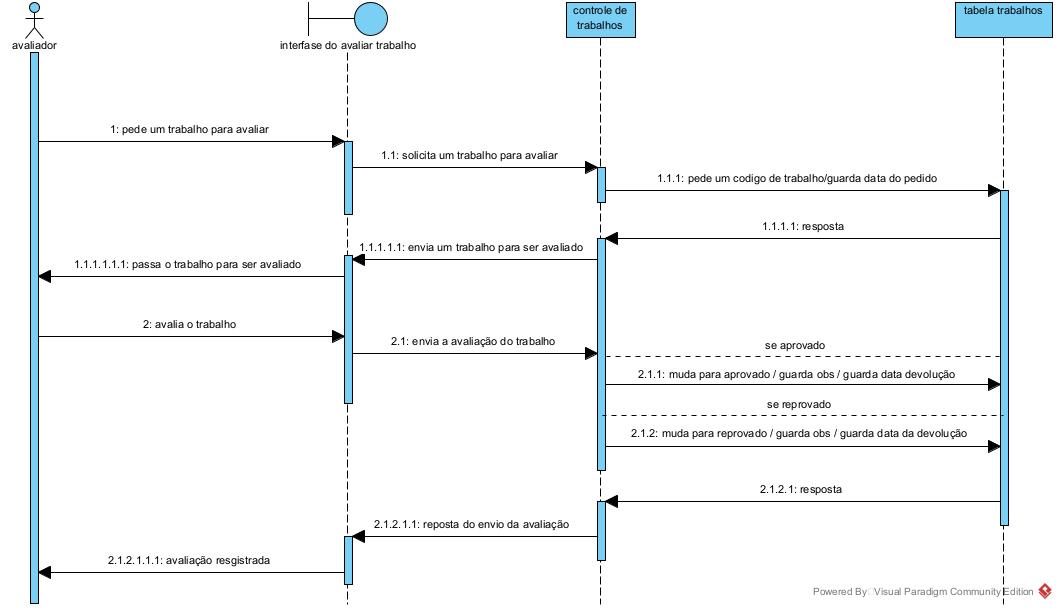 avaliador
interfase do avaliar trabalho
controle de
trabalhos
tabela trabalhos
1: pede um trabalho para avaliar
1.1: solicita um trabalho para avaliar
1.1.1: pede um codigo de trabalho/guarda data do pedido
1.1.1.1: resposta
1.1.1.1.1: envia um trabalho para ser avaliado
1.1.1.1.1.1: passa o trabalho para ser avaliado
2: avalia o trabalho
2.1: envia a avaliação do trabalho
se aprovado
2.1.1: muda para aprovado / guarda obs / guarda data devolução
se reprovado
2.1.2: muda para reprovado / guarda obs / guarda data da devolução
2.1.2.1: resposta
2.1.2.1.1: reposta do envio da avaliação
2.1.2.1.1.1: avaliação resgistrada
Powered By Visual Paradigm Community Edition